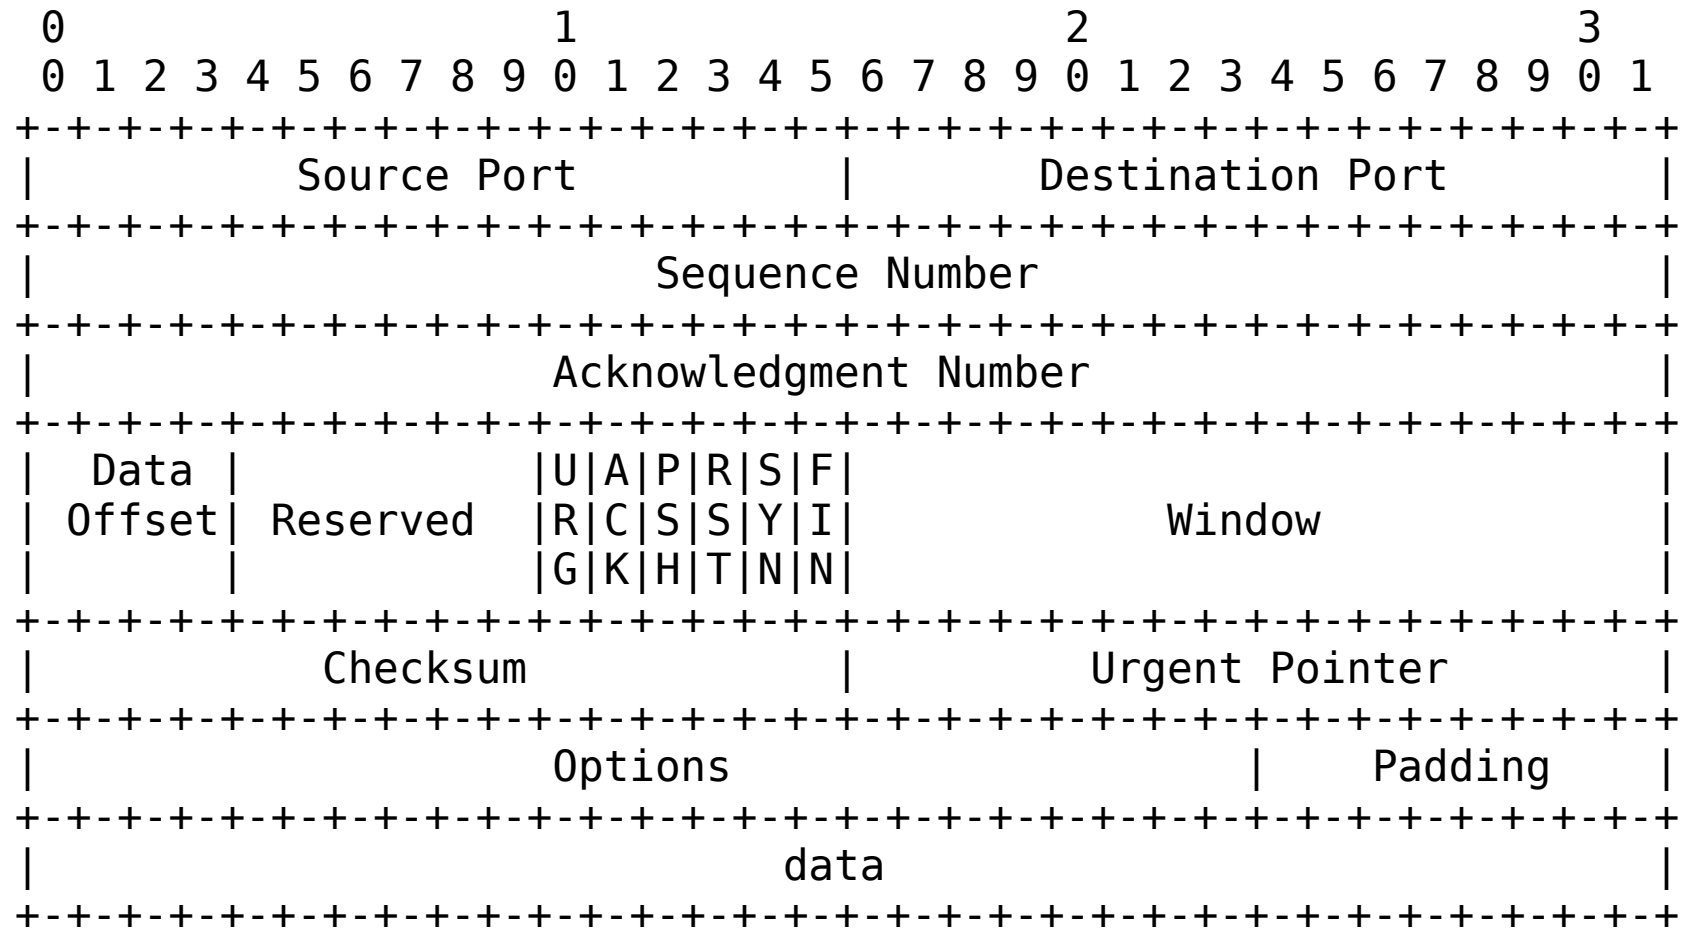 0                   1                   2                   3
 0 1 2 3 4 5 6 7 8 9 0 1 2 3 4 5 6 7 8 9 0 1 2 3 4 5 6 7 8 9 0 1
+-+-+-+-+-+-+-+-+-+-+-+-+-+-+-+-+-+-+-+-+-+-+-+-+-+-+-+-+-+-+-+-+
|          Source Port          |       Destination Port        |
+-+-+-+-+-+-+-+-+-+-+-+-+-+-+-+-+-+-+-+-+-+-+-+-+-+-+-+-+-+-+-+-+
|                        Sequence Number                        |
+-+-+-+-+-+-+-+-+-+-+-+-+-+-+-+-+-+-+-+-+-+-+-+-+-+-+-+-+-+-+-+-+
|                    Acknowledgment Number                      |
+-+-+-+-+-+-+-+-+-+-+-+-+-+-+-+-+-+-+-+-+-+-+-+-+-+-+-+-+-+-+-+-+
|  Data |           |U|A|P|R|S|F|                               |
| Offset| Reserved  |R|C|S|S|Y|I|            Window             |
|       |           |G|K|H|T|N|N|                               |
+-+-+-+-+-+-+-+-+-+-+-+-+-+-+-+-+-+-+-+-+-+-+-+-+-+-+-+-+-+-+-+-+
|           Checksum            |         Urgent Pointer        |
+-+-+-+-+-+-+-+-+-+-+-+-+-+-+-+-+-+-+-+-+-+-+-+-+-+-+-+-+-+-+-+-+
|                    Options                    |    Padding    |
+-+-+-+-+-+-+-+-+-+-+-+-+-+-+-+-+-+-+-+-+-+-+-+-+-+-+-+-+-+-+-+-+
|                             data                              |
+-+-+-+-+-+-+-+-+-+-+-+-+-+-+-+-+-+-+-+-+-+-+-+-+-+-+-+-+-+-+-+-+